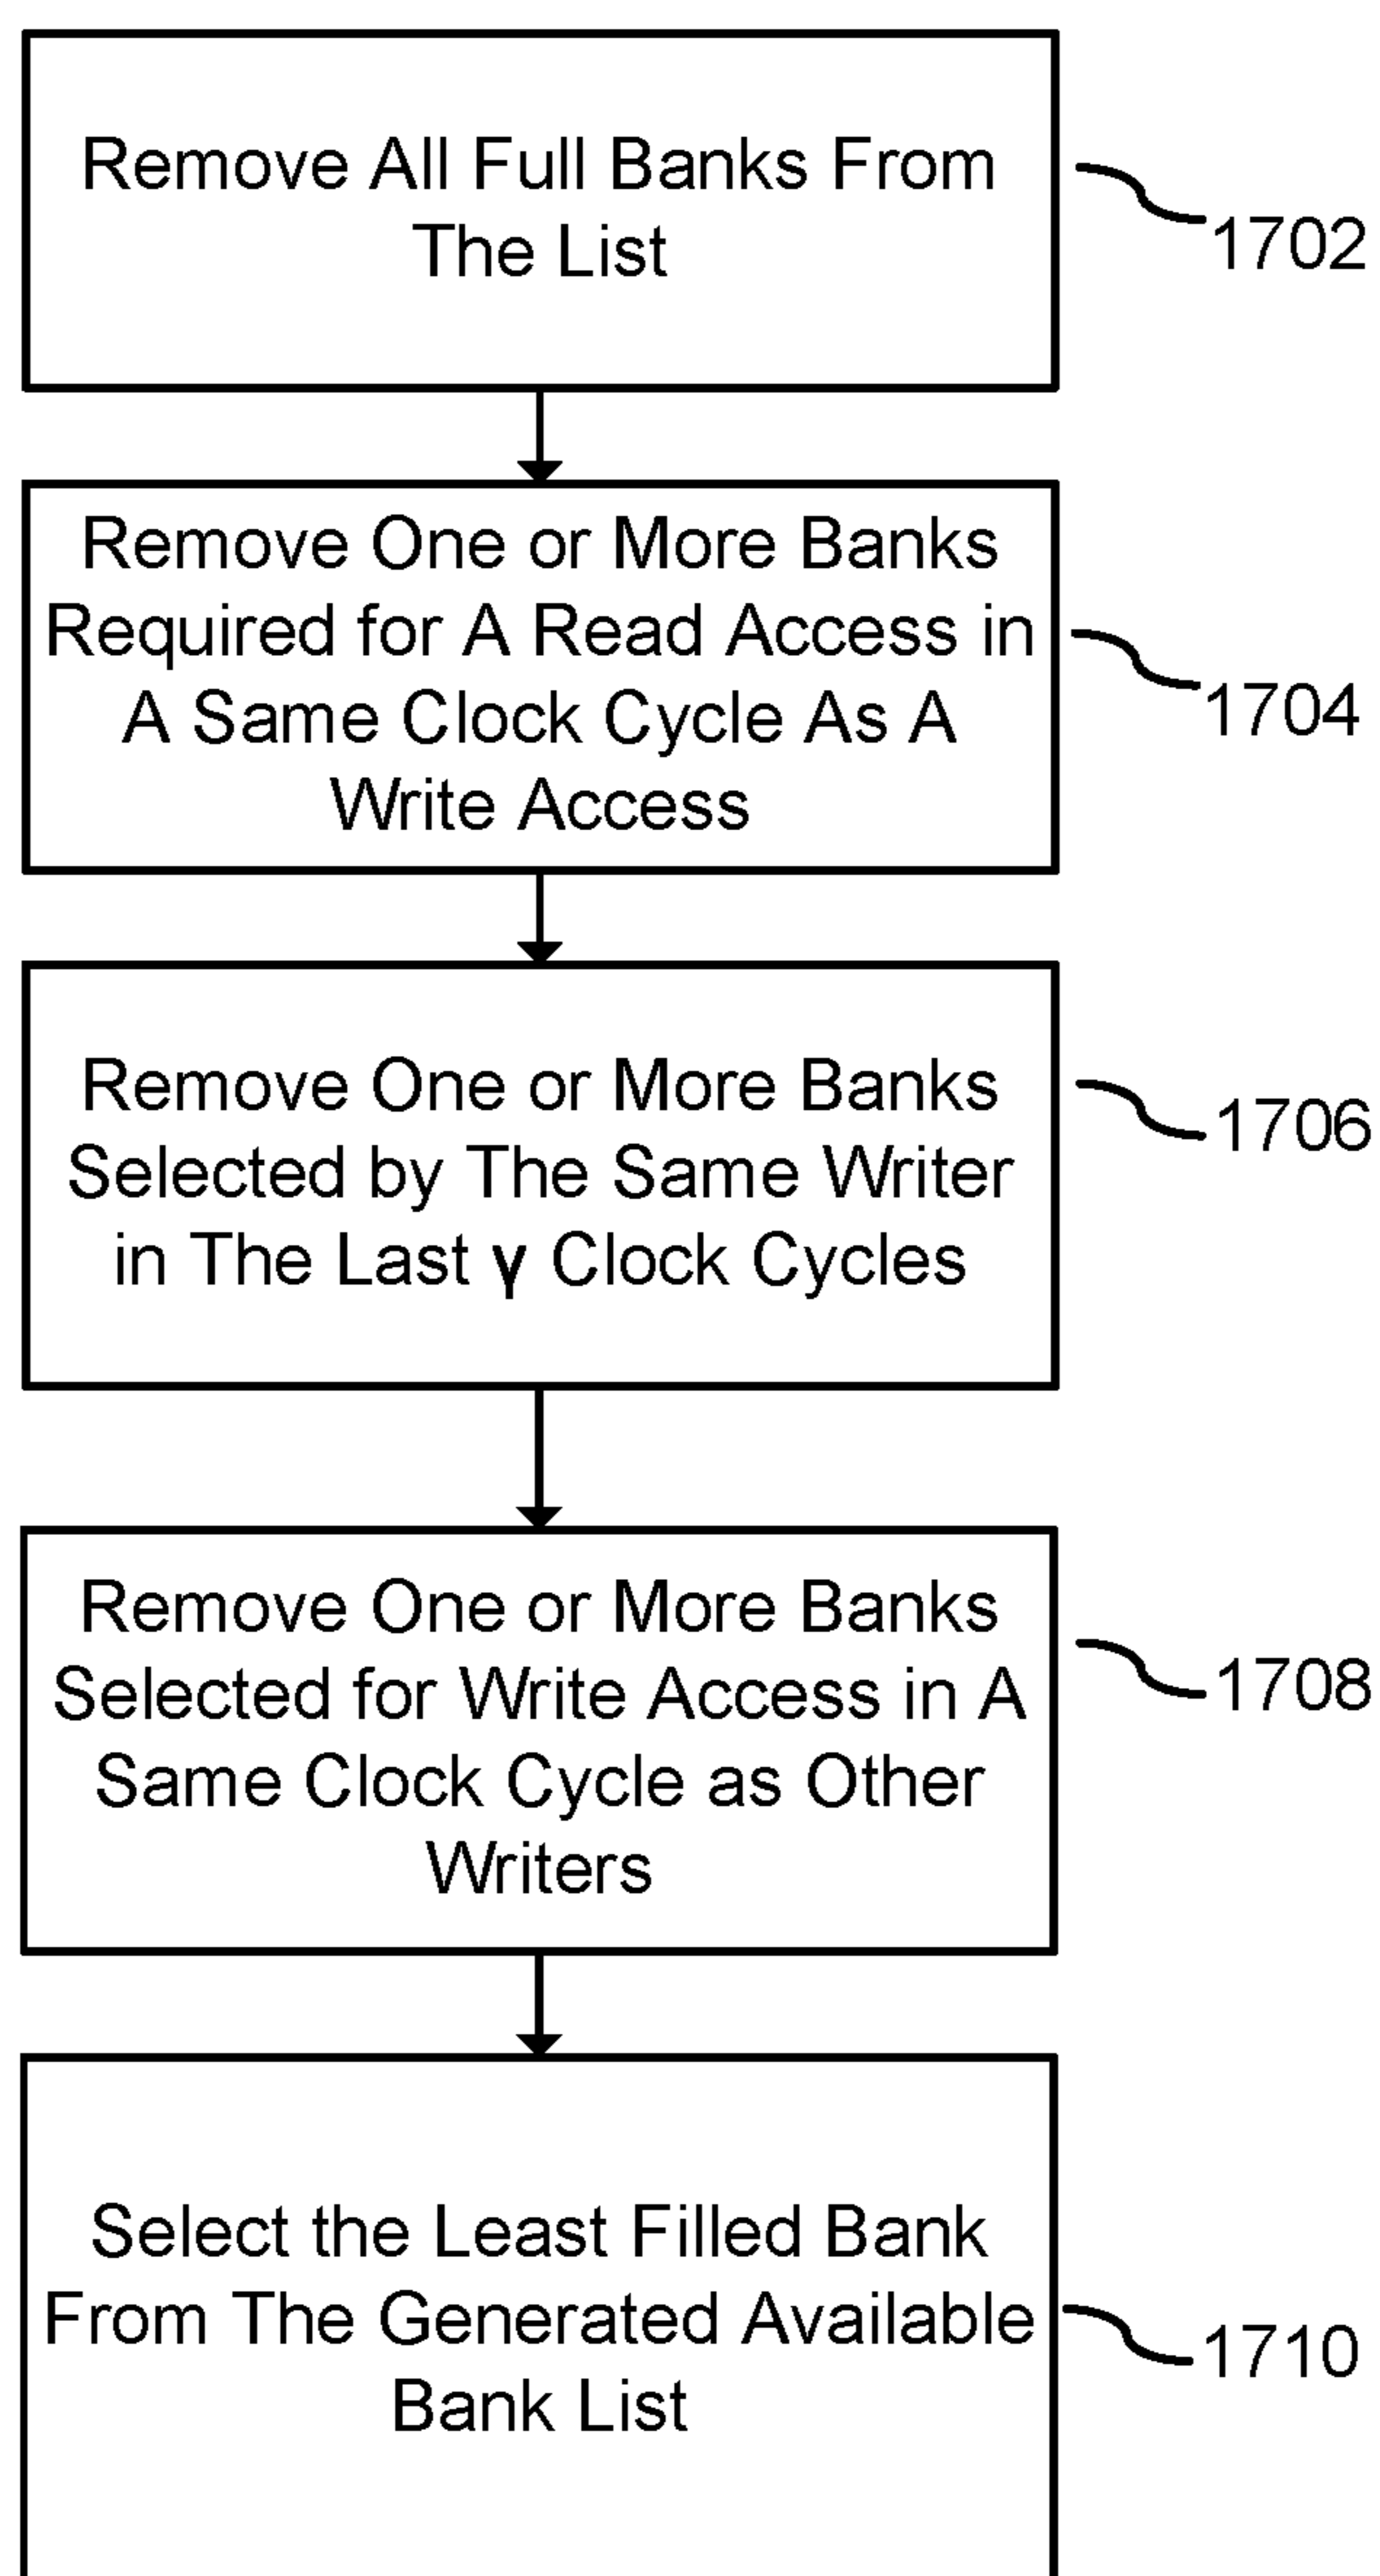 Remove All Full Banks From
The List
1702
Remove One or More Banks
Required for A Read Access in
A Same Clock Cycle As A
Write Access
1704
Remove One or More Banks
Selected by The Same Writer
in The Last γ Clock Cycles
1706
Remove One or More Banks
Selected for Write Access in A
Same Clock Cycle as Other
Writers
1708
Select the Least Filled Bank
From The Generated Available
Bank List
1710